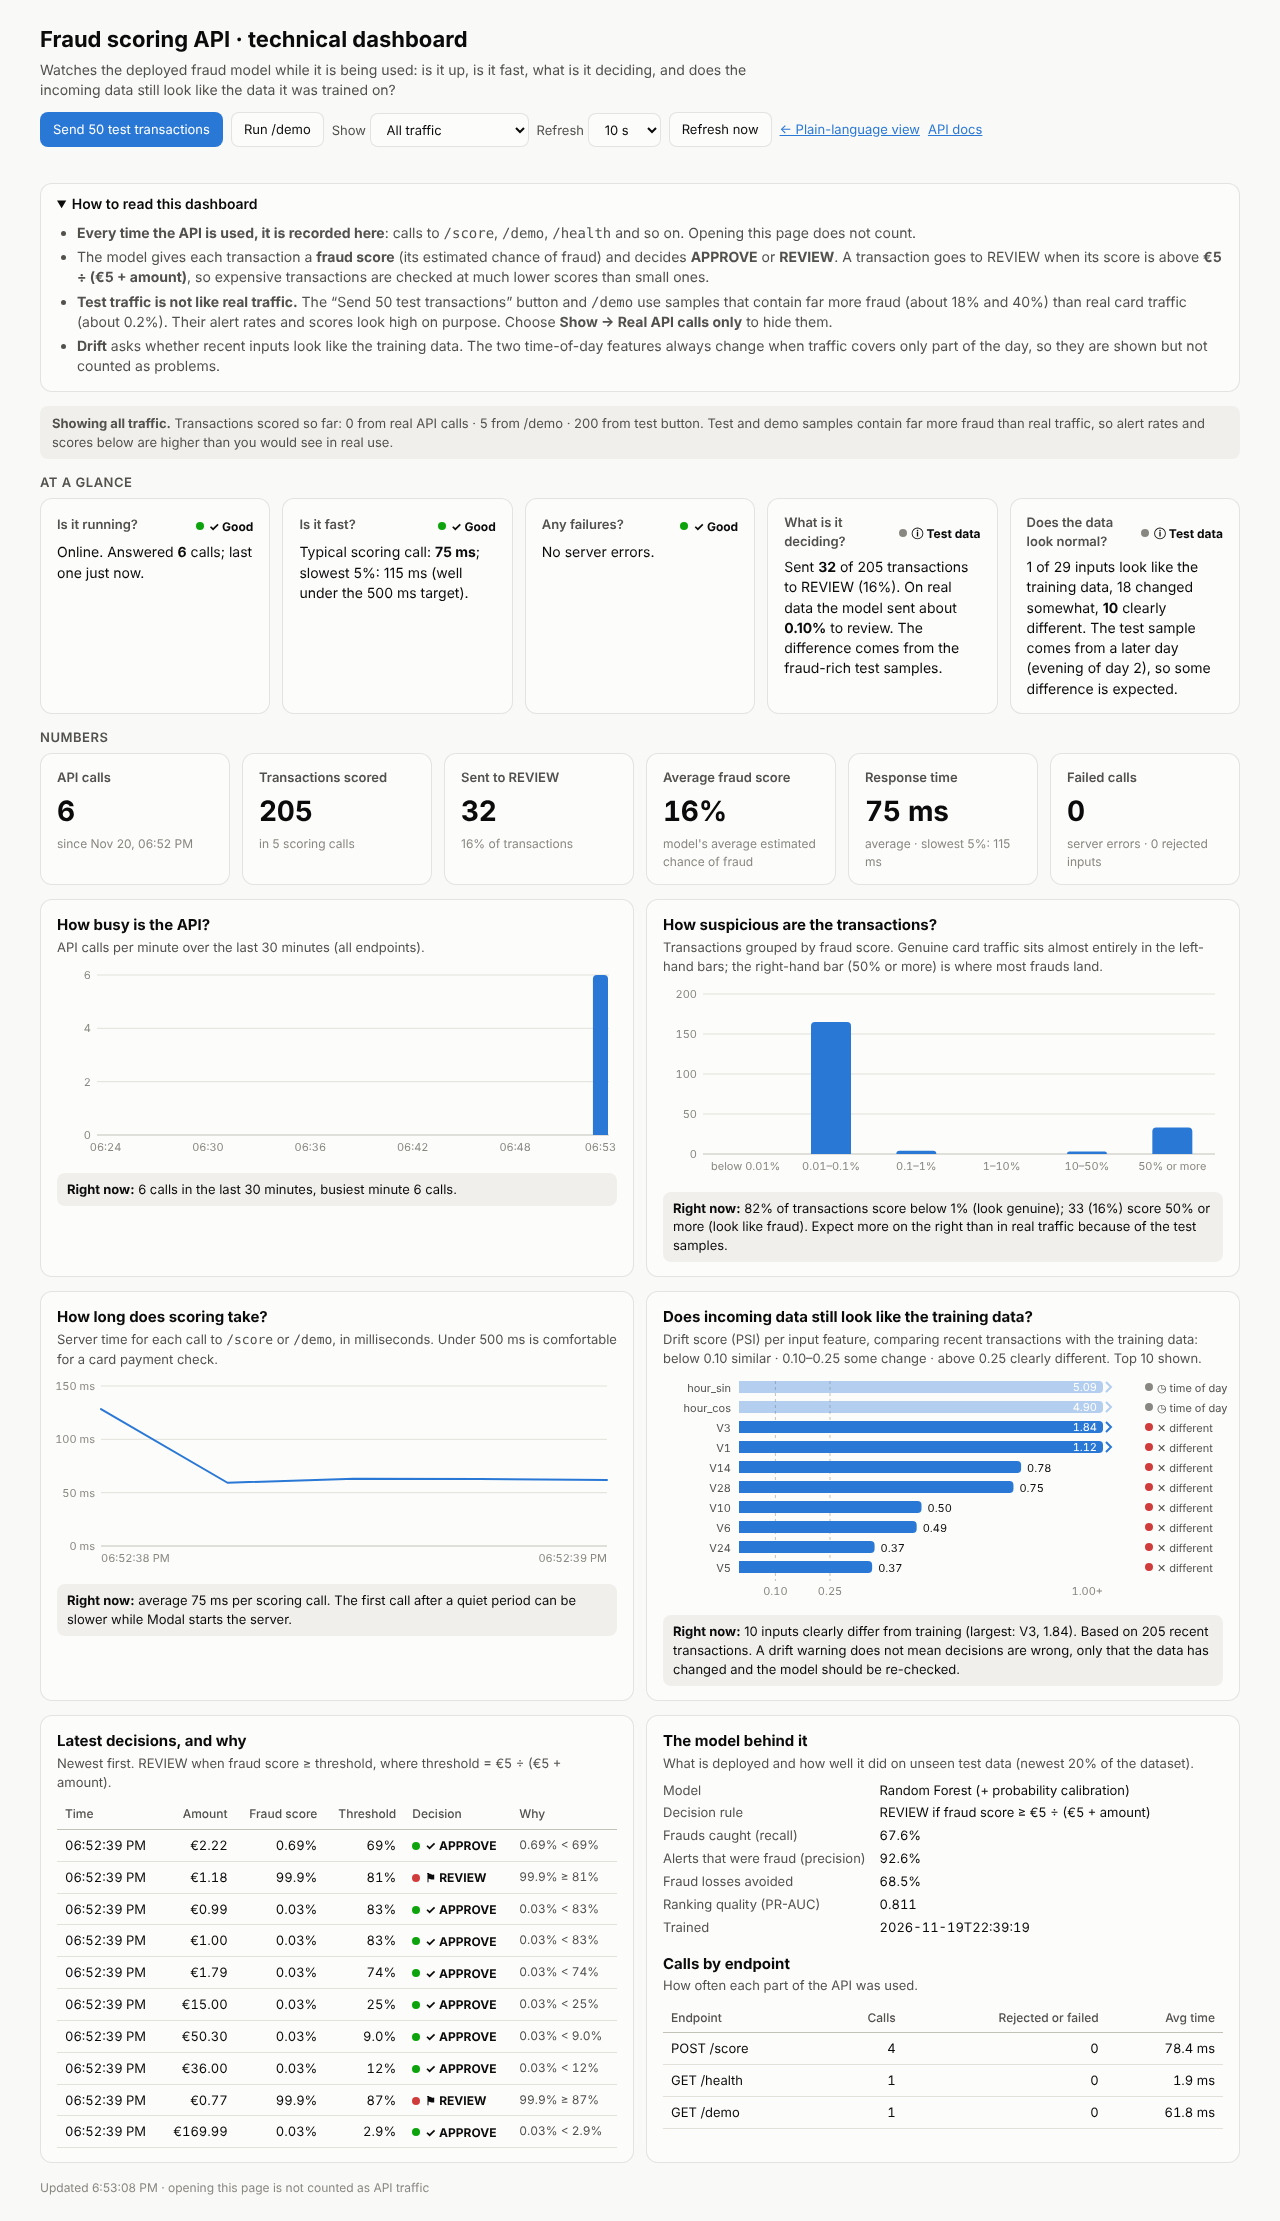 Fraud scoring API · technical dashboard
Watches the deployed fraud model while it is being used: is it up, is it fast, what is it deciding, and does the
incoming data still look like the data it was trained on?
Send 50 test transactions Run /demo Show All traffic Refresh 10 s Refresh now ← Plain-language view API docs
▼ How to read this dashboard
• Every time the API is used, it is recorded here: calls to /score, /demo, /health and so on. Opening this page does not count.
• The model gives each transaction a fraud score (its estimated chance of fraud) and decides APPROVE or REVIEW. A transaction goes to REVIEW when its score is above €5
÷ (€5 + amount), so expensive transactions are checked at much lower scores than small ones.
• Test traffic is not like real traffic. The “Send 50 test transactions” button and /demo use samples that contain far more fraud (about 18% and 40%) than real card traffic
(about 0.2%). Their alert rates and scores look high on purpose. Choose Show → Real API calls only to hide them.
• Drift asks whether recent inputs look like the training data. The two time-of-day features always change when traffic covers only part of the day, so they are shown but not
counted as problems.
Showing all traffic. Transactions scored so far: 0 from real API calls · 5 from /demo · 200 from test button. Test and demo samples contain far more fraud than real traffic, so alert rates and
scores below are higher than you would see in real use.
AT A GLANCE
Is it running? ✓ Good
Online. Answered 6 calls; last
one just now.
Is it fast? ✓ Good
Typical scoring call: 75 ms;
slowest 5%: 115 ms (well
under the 500 ms target).
Any failures? ✓ Good
No server errors.
What is it
deciding?
ⓘ Test data
Sent 32 of 205 transactions
to REVIEW (16%). On real
data the model sent about
0.10% to review. The
difference comes from the
fraud-rich test samples.
Does the data
look normal?
ⓘ Test data
1 of 29 inputs look like the
training data, 18 changed
somewhat, 10 clearly
different. The test sample
comes from a later day
(evening of day 2), so some
difference is expected.
NUMBERS
API calls
6
since Nov 20, 06:52 PM
Transactions scored
205
in 5 scoring calls
Sent to REVIEW
32
16% of transactions
Average fraud score
16%
model's average estimated
chance of fraud
Response time
75 ms
average · slowest 5%: 115
ms
Failed calls
0
server errors · 0 rejected
inputs
How busy is the API?
API calls per minute over the last 30 minutes (all endpoints).
6
4
2
0
06:24 06:30 06:36 06:42 06:48 06:53
Right now: 6 calls in the last 30 minutes, busiest minute 6 calls.
How suspicious are the transactions?
Transactions grouped by fraud score. Genuine card traffic sits almost entirely in the left-
hand bars; the right-hand bar (50% or more) is where most frauds land.
200
150
100
50
0
below 0.01% 0.01–0.1% 0.1–1% 1–10% 10–50% 50% or more
Right now: 82% of transactions score below 1% (look genuine); 33 (16%) score 50% or
more (look like fraud). Expect more on the right than in real traffic because of the test
samples.
How long does scoring take?
Server time for each call to /score or /demo, in milliseconds. Under 500 ms is comfortable
for a card payment check.
150 ms
100 ms
50 ms
0 ms
06:52:38 PM 06:52:39 PM
Right now: average 75 ms per scoring call. The first call after a quiet period can be
slower while Modal starts the server.
Does incoming data still look like the training data?
Drift score (PSI) per input feature, comparing recent transactions with the training data:
below 0.10 similar · 0.10–0.25 some change · above 0.25 clearly different. Top 10 shown.
hour_sin 5.09 ◷ time of day
hour_cos 4.90 ◷ time of day
V3 1.84 ✕ different
V1 1.12 ✕ different
V14 0.78 ✕ different
V28 0.75 ✕ different
V10 0.50 ✕ different
V6 0.49 ✕ different
V24 0.37 ✕ different
V5 0.37 ✕ different
0.10 0.25 1.00+
Right now: 10 inputs clearly differ from training (largest: V3, 1.84). Based on 205 recent
transactions. A drift warning does not mean decisions are wrong, only that the data has
changed and the model should be re-checked.
Latest decisions, and why
Newest first. REVIEW when fraud score ≥ threshold, where threshold = €5 ÷ (€5 +
amount).
Time Amount Fraud score Threshold Decision Why
06:52:39 PM €2.22 0.69% 69% ✓ APPROVE 0.69% < 69%
06:52:39 PM €1.18 99.9% 81% ⚑ REVIEW 99.9% ≥ 81%
06:52:39 PM €0.99 0.03% 83% ✓ APPROVE 0.03% < 83%
06:52:39 PM €1.00 0.03% 83% ✓ APPROVE 0.03% < 83%
06:52:39 PM €1.79 0.03% 74% ✓ APPROVE 0.03% < 74%
06:52:39 PM €15.00 0.03% 25% ✓ APPROVE 0.03% < 25%
06:52:39 PM €50.30 0.03% 9.0% ✓ APPROVE 0.03% < 9.0%
06:52:39 PM €36.00 0.03% 12% ✓ APPROVE 0.03% < 12%
06:52:39 PM €0.77 99.9% 87% ⚑ REVIEW 99.9% ≥ 87%
06:52:39 PM €169.99 0.03% 2.9% ✓ APPROVE 0.03% < 2.9%
The model behind it
What is deployed and how well it did on unseen test data (newest 20% of the dataset).
Model Random Forest (+ probability calibration)
Decision rule REVIEW if fraud score ≥ €5 ÷ (€5 + amount)
Frauds caught (recall) 67.6%
Alerts that were fraud (precision) 92.6%
Fraud losses avoided 68.5%
Ranking quality (PR-AUC) 0.811
Trained 2026-11-19T22:39:19
Calls by endpoint
How often each part of the API was used.
Endpoint Calls Rejected or failed Avg time
POST /score 4 0 78.4 ms
GET /health 1 0 1.9 ms
GET /demo 1 0 61.8 ms
Updated 6:53:08 PM · opening this page is not counted as API traffic